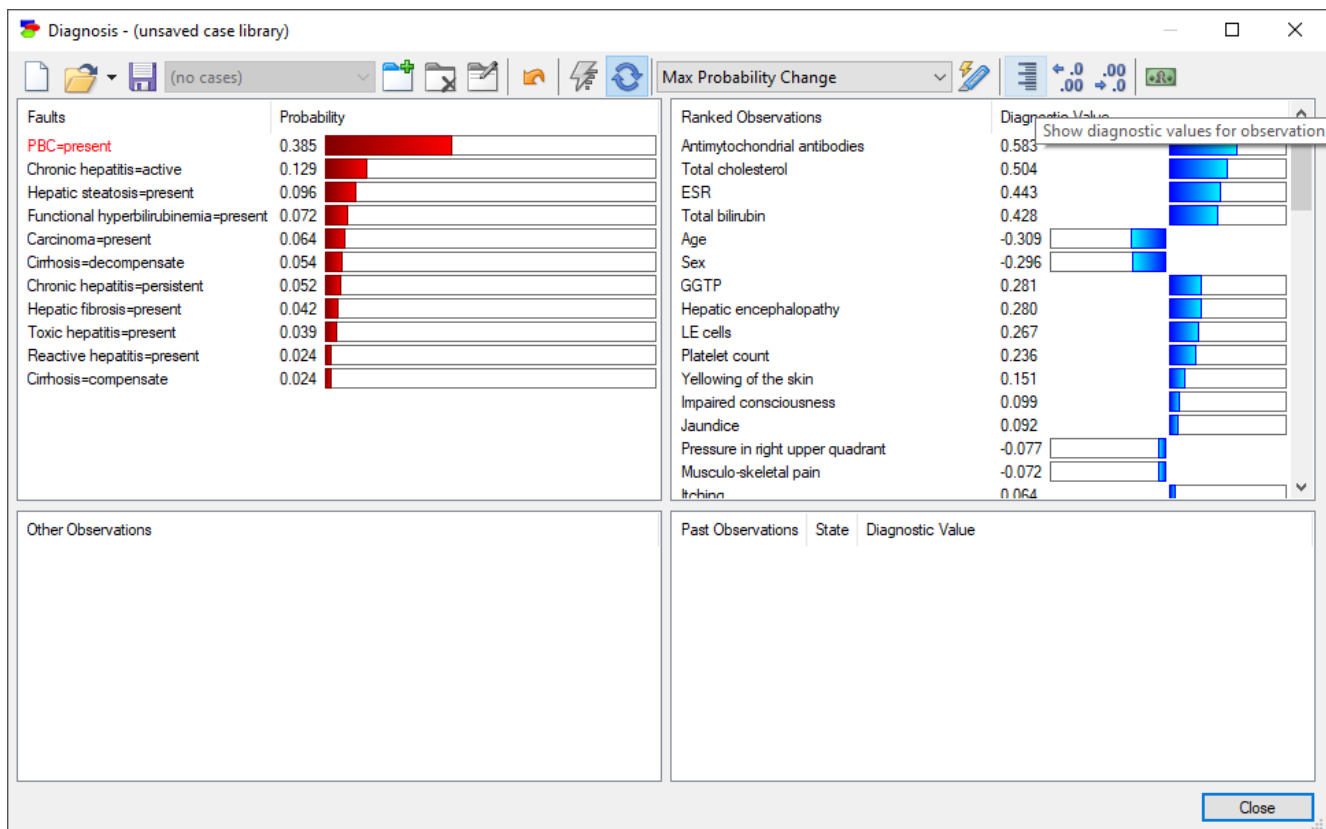 Diagnosis - (unsaved case library)
(no cases) Max Probability Change ←.0 .00
.00 →.0
Faults Probability
PBC=present 0.385
Chronic hepatitis=active 0.129
Hepatic steatosis=present 0.096
Functional hyperbilirubinemia=present 0.072
Carcinoma=present 0.064
Cirrhosis=decompensate 0.054
Chronic hepatitis=persistent 0.052
Hepatic fibrosis=present 0.042
Toxic hepatitis=present 0.039
Reactive hepatitis=present 0.024
Cirrhosis=compensate 0.024
Ranked Observations Diagnostic Value
Show diagnostic values for observation
Antimytochondrial antibodies 0.583
Total cholesterol 0.504
ESR 0.443
Total bilirubin 0.428
Age -0.309
Sex -0.296
GGTP 0.281
Hepatic encephalopathy 0.280
LE cells 0.267
Platelet count 0.236
Yellowing of the skin 0.151
Impaired consciousness 0.099
Jaundice 0.092
Pressure in right upper quadrant -0.077
Musculo-skeletal pain -0.072
Itching 0.064
Other Observations
Past Observations State Diagnostic Value
Close